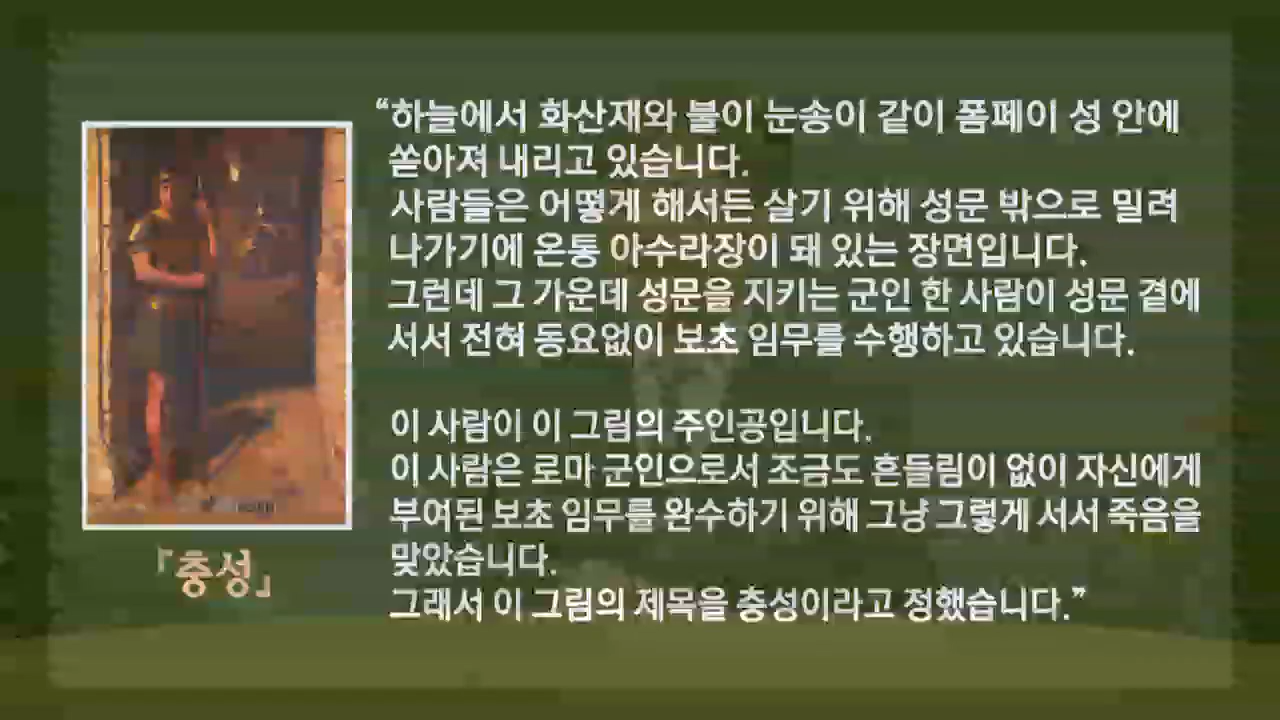 “하늘에서 화산재와 불이 눈송이 같이 폼페이 성 안에
쏟아져 내리고 있습니다.
사람들은 어떻게 해서든 살기 위해 성문 밖으로 밀려
나가기에 온통 아수라장이 돼 있는 장면입니다.
그런데 그 가운데 성문을 지키는 군인 한 사람이 성문 곁에
서서 전혀 동요없이 보초 임무를 수행하고 있습니다.
이 사람이 이 그림의 주인공입니다.
이 사람은 로마 군인으로서 조금도 흔들림이 없이 자신에게
부여된 보초 임무를 완수하기 위해 그냥 그렇게 서서 죽음을
맞았습니다.
그래서 이 그림의 제목을 충성이라고 정했습니다.”
『충성』